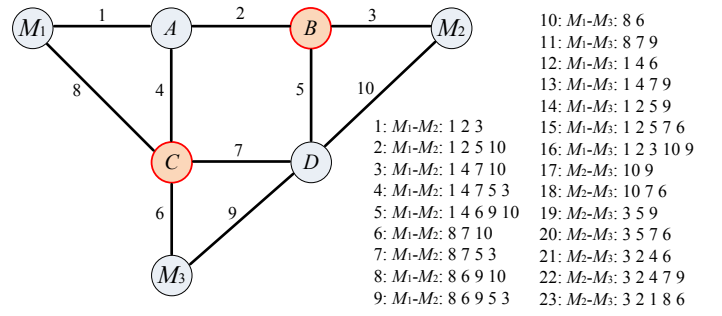 M1 1 A 2 B 3 M2
8 4 5 10
C 7 D
6 9
M3
1: M1-M2: 1 2 3
2: M1-M2: 1 2 5 10
3: M1-M2: 1 4 7 10
4: M1-M2: 1 4 7 5 3
5: M1-M2: 1 4 6 9 10
6: M1-M2: 8 7 10
7: M1-M2: 8 7 5 3
8: M1-M2: 8 6 9 10
9: M1-M2: 8 6 9 5 3
10: M1-M3: 8 6
11: M1-M3: 8 7 9
12: M1-M3: 1 4 6
13: M1-M3: 1 4 7 9
14: M1-M3: 1 2 5 9
15: M1-M3: 1 2 5 7 6
16: M1-M3: 1 2 3 10 9
17: M2-M3: 10 9
18: M2-M3: 10 7 6
19: M2-M3: 3 5 9
20: M2-M3: 3 5 7 6
21: M2-M3: 3 2 4 6
22: M2-M3: 3 2 4 7 9
23: M2-M3: 3 2 1 8 6